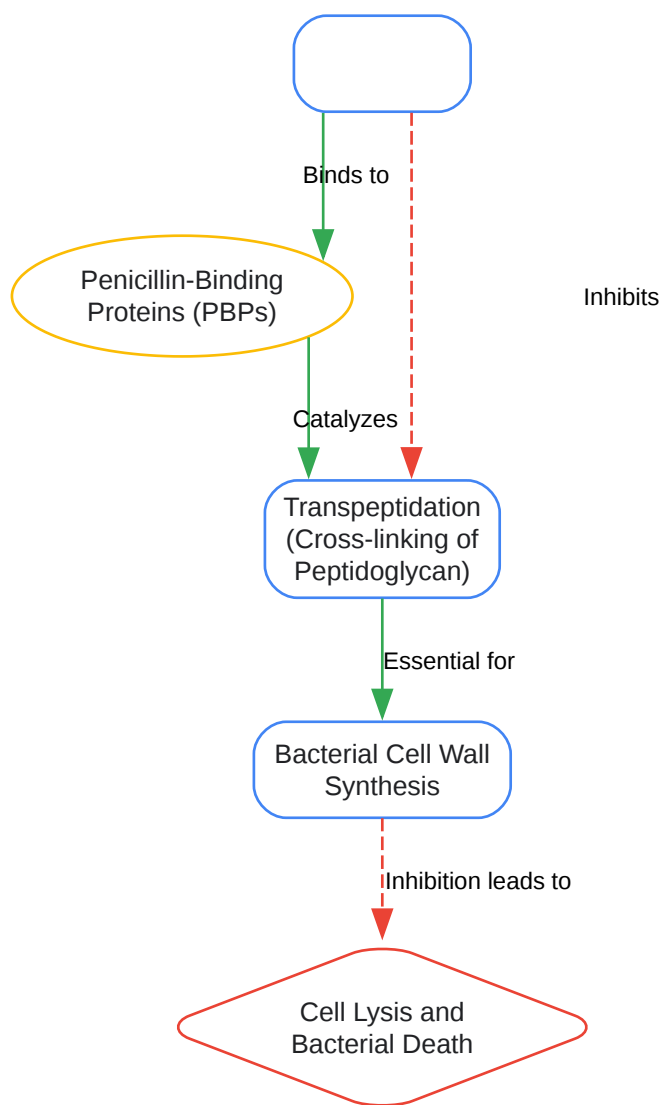 Binds to
Penicillin-Binding
Proteins (PBPs)
Inhibits
Catalyzes
Transpeptidation
(Cross-linking of
Peptidoglycan)
Essential for
Bacterial Cell Wall
Synthesis
Inhibition leads to
Cell Lysis and
Bacterial Death